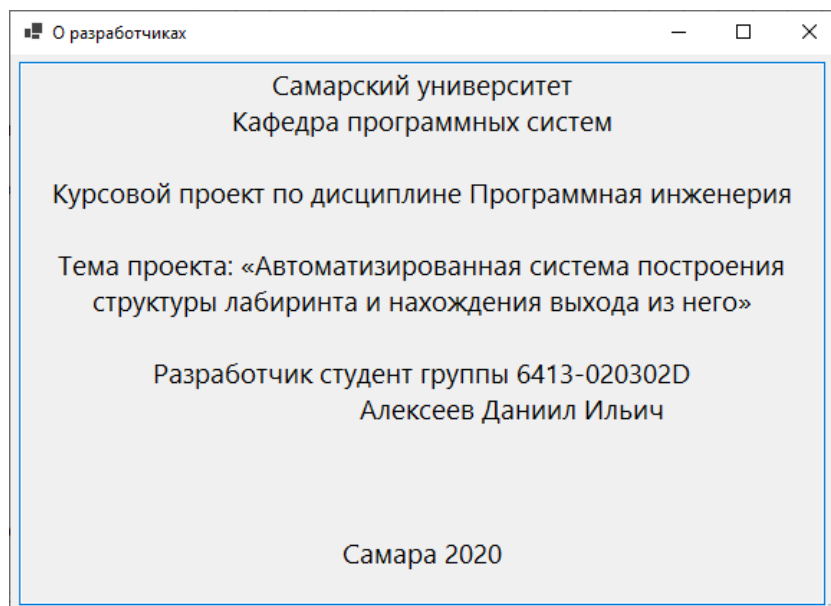 О разработчиках
Самарский университет
Кафедра программных систем
Курсовой проект по дисциплине Программная инженерия
Тема проекта: «Автоматизированная система построения
структуры лабиринта и нахождения выхода из него»
Разработчик студент группы 6413-020302D
Алексеев Даниил Ильич
Самара 2020